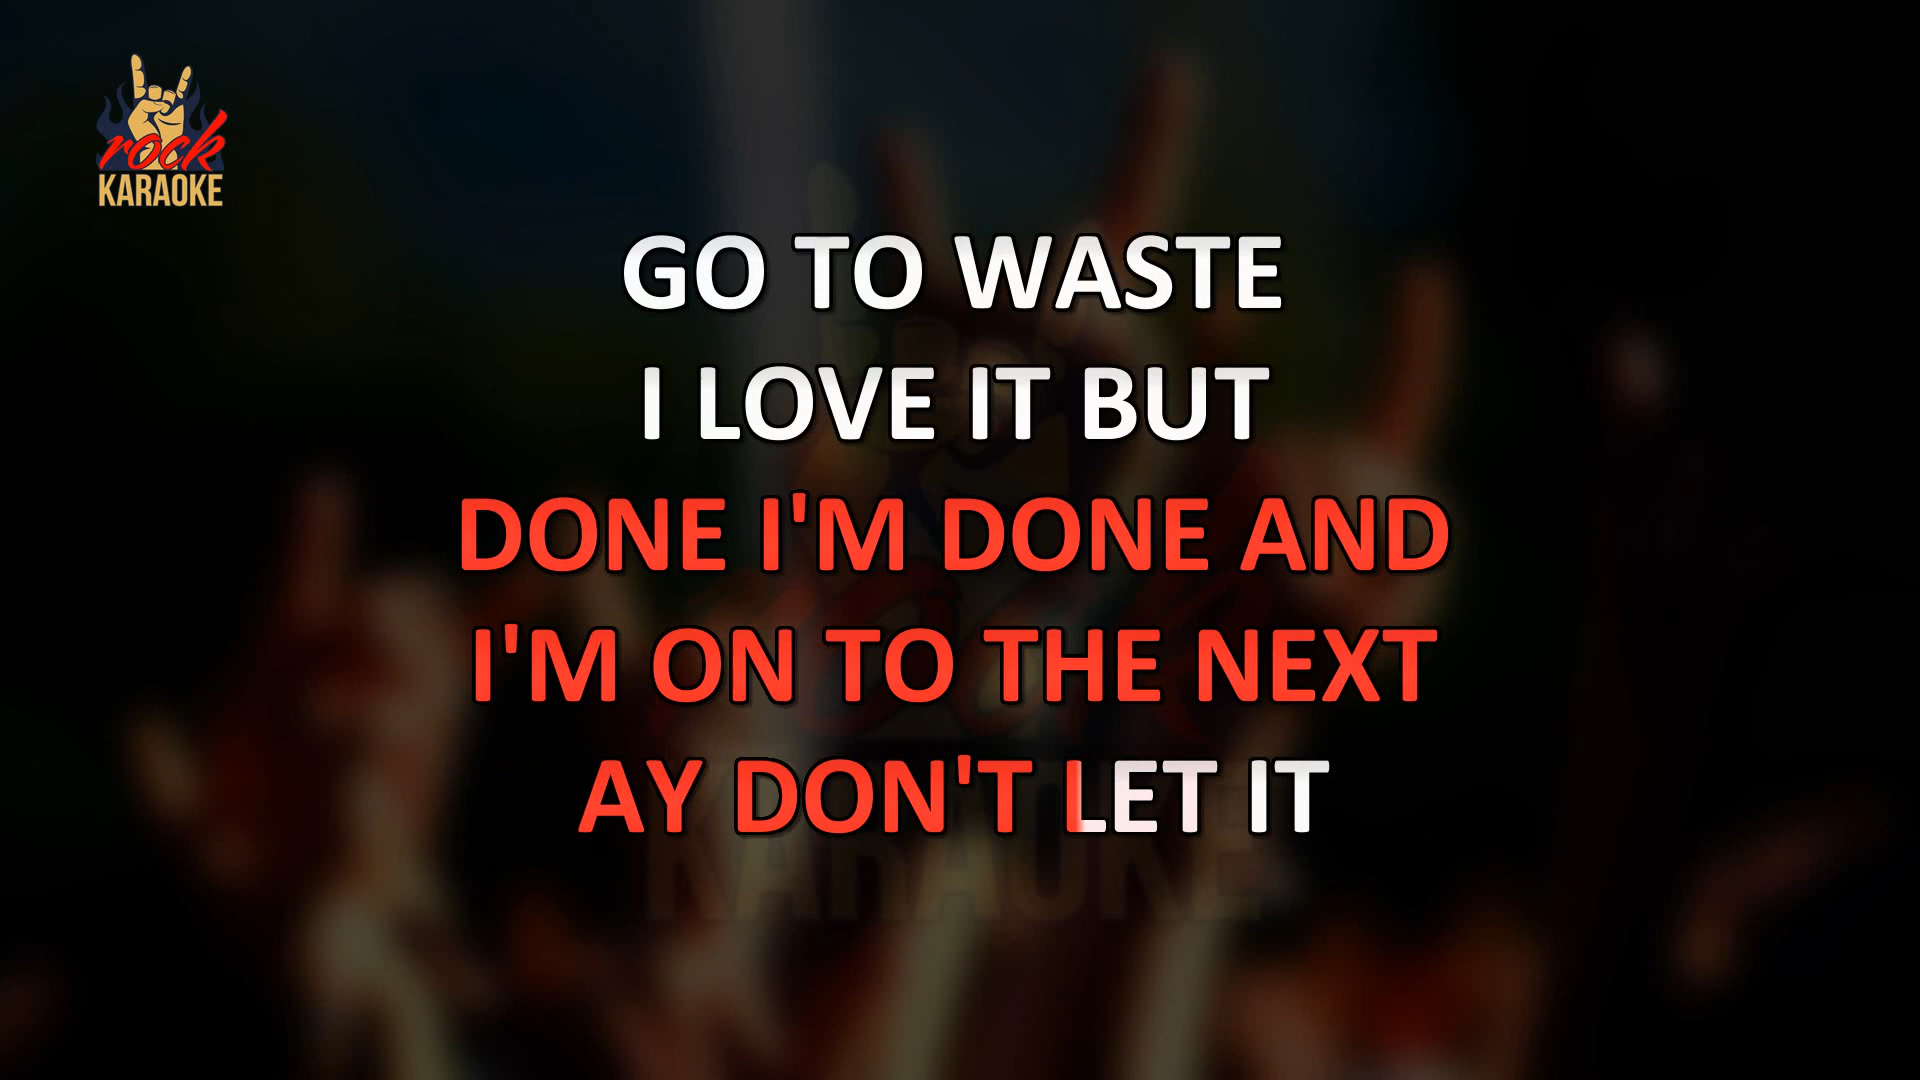 rock
KARAOKE
GO TO WASTE
I LOVE IT BUT
DONE I'M DONE AND
I'M ON TO THE NEXT
AY DON'T LET IT
KARAOKE